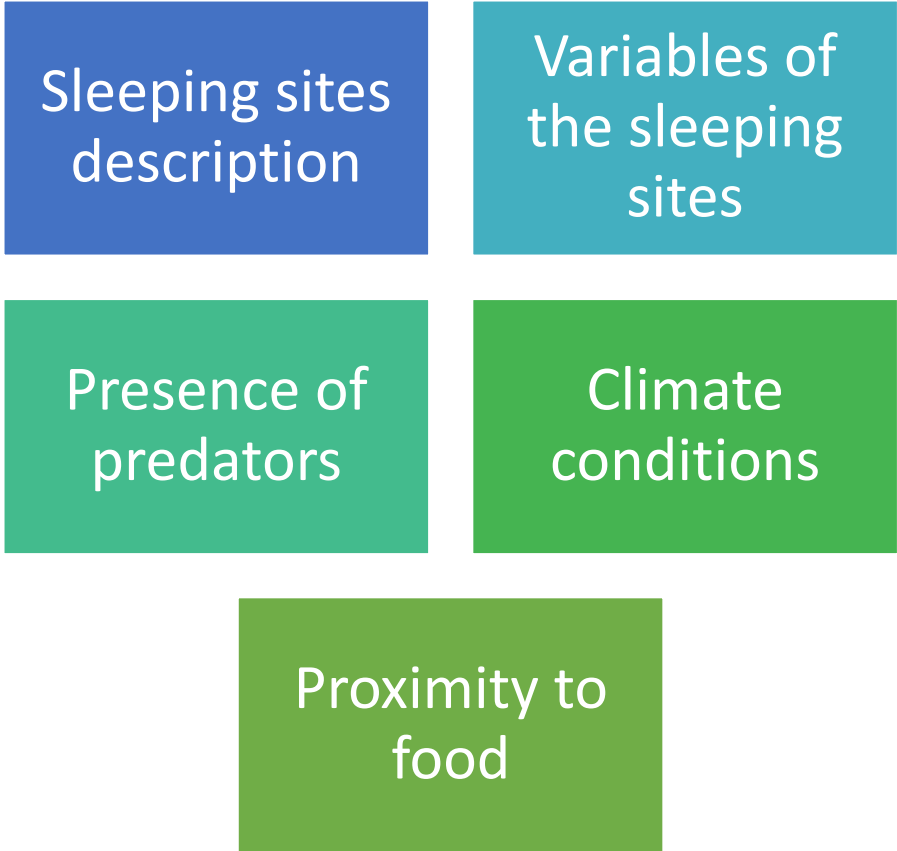 Sleeping sites
description
Variables of
the sleeping
sites
Presence of
predators
Climate
conditions
Proximity to
food